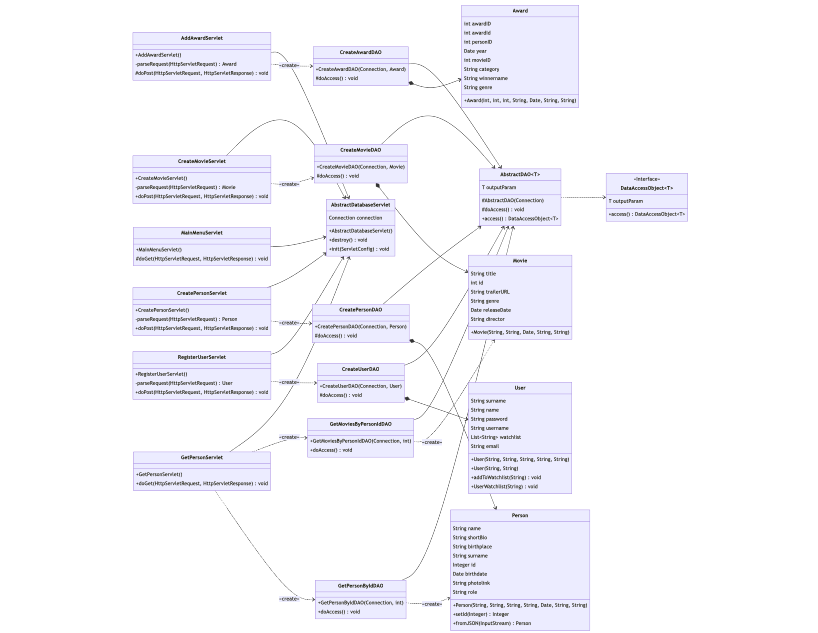 Award
Int awardID
Int awardId
Int personID
Date year
Int movieID
String category
String winnername
String genre
+Award(Int, Int, Int, String, Date, String, String)
AddAwardServlet
+AddAwardServlet()
-parseRequest(HttpServletRequest) : Award
#doPost(HttpServletRequest, HttpServletResponse) : void
«create»
CreateAwardDAO
+CreateAwardDAO(Connection, Award)
#doAccess() : void
CreateMovieServlet
+CreateMovieServlet()
-parseRequest(HttpServletRequest) : Movie
+doPost(HttpServletRequest, HttpServletResponse) : void
«create»
CreateMovieDAO
+CreateMovieDAO(Connection, Movie)
#doAccess() : void
AbstractDAO<T>
T outputParam
#AbstractDAO(Connection)
#doAccess() : void
+access() : DataAccessObject<T>
«Interface»
DataAccessObject<T>
T outputParam
+access() : DataAccessObject<T>
AbstractDatabaseServlet
Connection connection
+AbstractDatabaseServlet()
+destroy() : void
+init(ServletConfig) : void
MainMenuServlet
+MainMenuServlet()
#doGet(HttpServletRequest, HttpServletResponse) : void
Movie
String title
Int id
String trailerURL
String genre
Date releaseDate
String director
+Movie(String, String, Date, String, String)
CreatePersonServlet
+CreatePersonServlet()
-parseRequest(HttpServletRequest) : Person
+doPost(HttpServletRequest, HttpServletResponse) : void
«create»
CreatePersonDAO
+CreatePersonDAO(Connection, Person)
#doAccess() : void
RegisterUserServlet
+RegisterUserServlet()
-parseRequest(HttpServletRequest) : User
+doPost(HttpServletRequest, HttpServletResponse) : void
«create»
CreateUserDAO
+CreateUserDAO(Connection, User)
#doAccess() : void
User
String surname
String name
String password
String username
List<String> watchlist
String email
+User(String, String, String, String, String)
+User(String, String)
+addToWatchlist(String) : void
+UserWatchlist(String) : void
GetMoviesByPersonIdDAO
+GetMoviesByPersonIdDAO(Connection, int)
+doAccess() : void
«create»
«create»
GetPersonServlet
+GetPersonServlet()
+doGet(HttpServletRequest, HttpServletResponse) : void
Person
String name
String shortBio
String birthplace
String surname
Integer id
Date birthdate
String photolink
String role
+Person(String, String, String, String, Date, String, String)
+setId(Integer) : Integer
+fromJSON(InputStream) : Person
«create»
GetPersonByIdDAO
+GetPersonByIdDAO(Connection, int)
+doAccess() : void
«create»